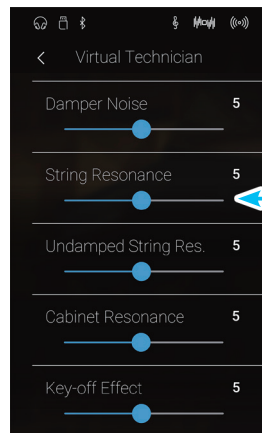 Virtual Technician
Damper Noise 5
String Resonance 5
Undamped String Res. 5
Cabinet Resonance 5
Key-off Effect 5